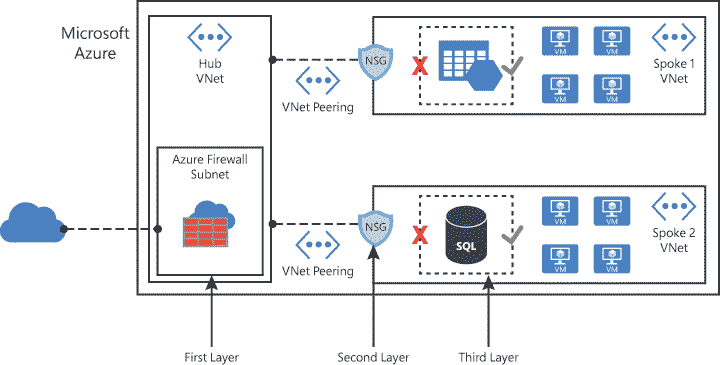 Microsoft
Azure
Hub
VNet
VNet Peering
NSG
VM
VM
VM
VM
Spoke 1
VNet
Azure Firewall
Subnet
VNet Peering
NSG
SQL
VM
VM
VM
VM
Spoke 2
VNet
First Layer
Second Layer
Third Layer